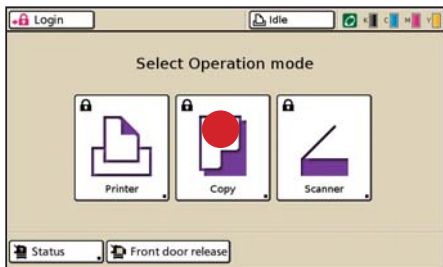 Login
Idle
K C M Y
Select Operation mode
Printer
Copy
Scanner
Status
Front door release